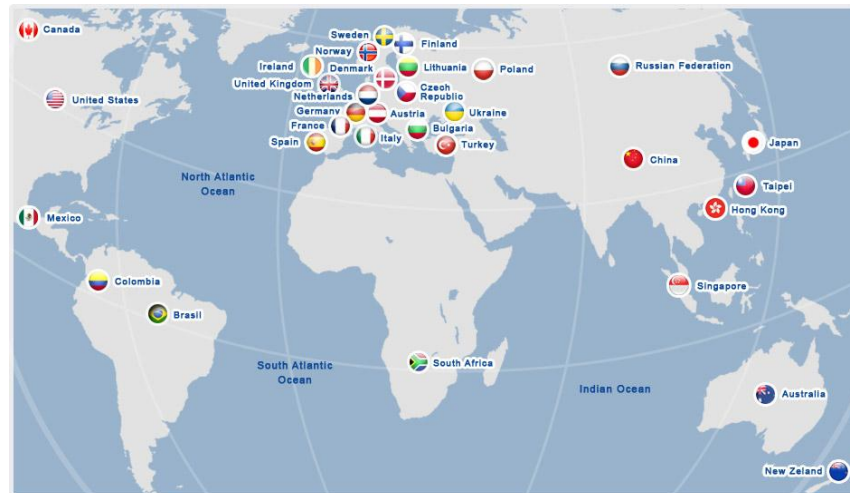 Canada
Sweden
Norway
Finland
Ireland
Denmark
Lithuania
Poland
Russian Federation
United Kingdom
Czech
Republic
United States
Netherlands
Germany
Austria
Ukraine
France
Italy
Bulgaria
Spain
Turkey
Japan
China
North Atlantic
Ocean
Taipei
Mexico
Hong Kong
Colombia
Singapore
Brasil
South Atlantic
Ocean
South Africa
Indian Ocean
Australia
New Zeland